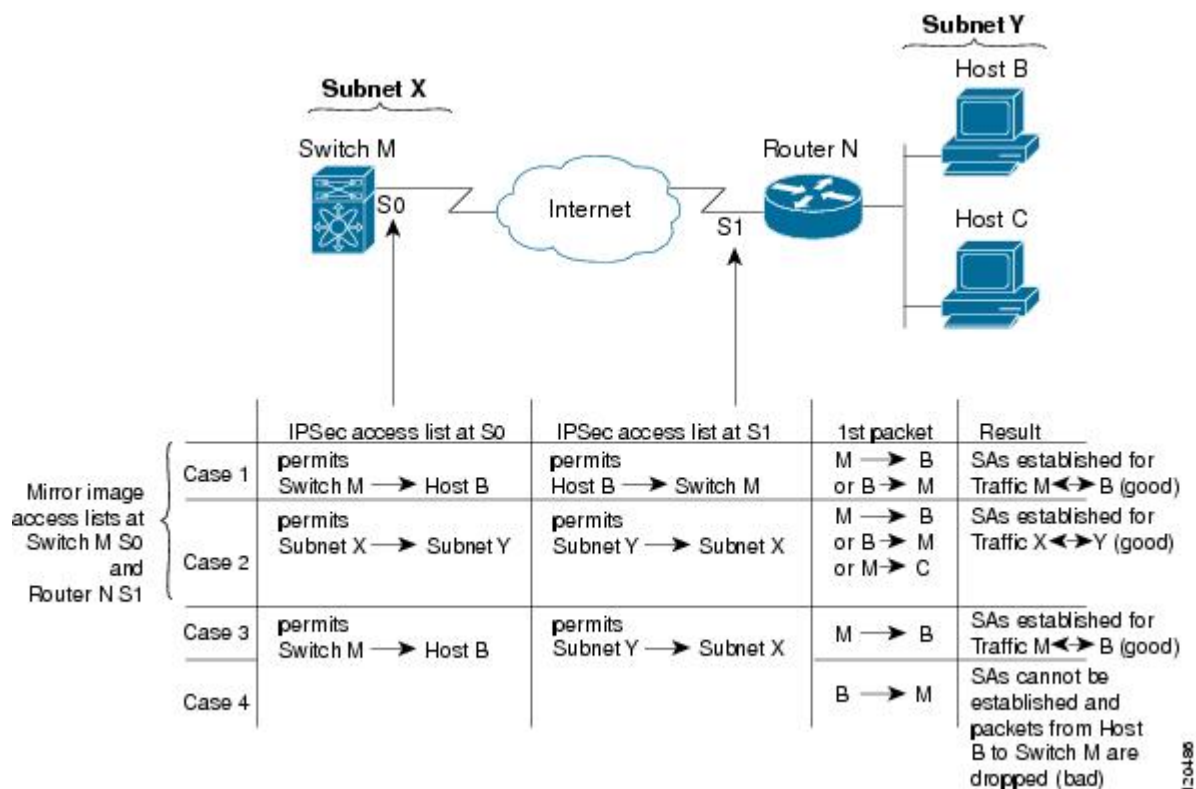 Subnet Y
Host B
Subnet X
Switch M
Router N
S0
Internet
S1
Host C
IPSec access list at S0
IPSec access list at S1
1st packet
Result
Mirror image
access lists at
Switch M S0
and
Router N S1
Case 1
permits
Switch M → Host B
permits
Host B → Switch M
M → B
or B → M
SAs established for
Traffic M ↔ B (good)
Case 2
permits
Subnet X → Subnet Y
permits
Subnet Y → Subnet X
M → B
or B → M
or M → C
SAs established for
Traffic X ↔ Y (good)
Case 3
permits
Switch M → Host B
permits
Subnet Y → Subnet X
M → B
SAs established for
Traffic M ↔ B (good)
Case 4
B → M
SAs cannot be
established and
packets from Host
B to Switch M are
dropped (bad)
120486